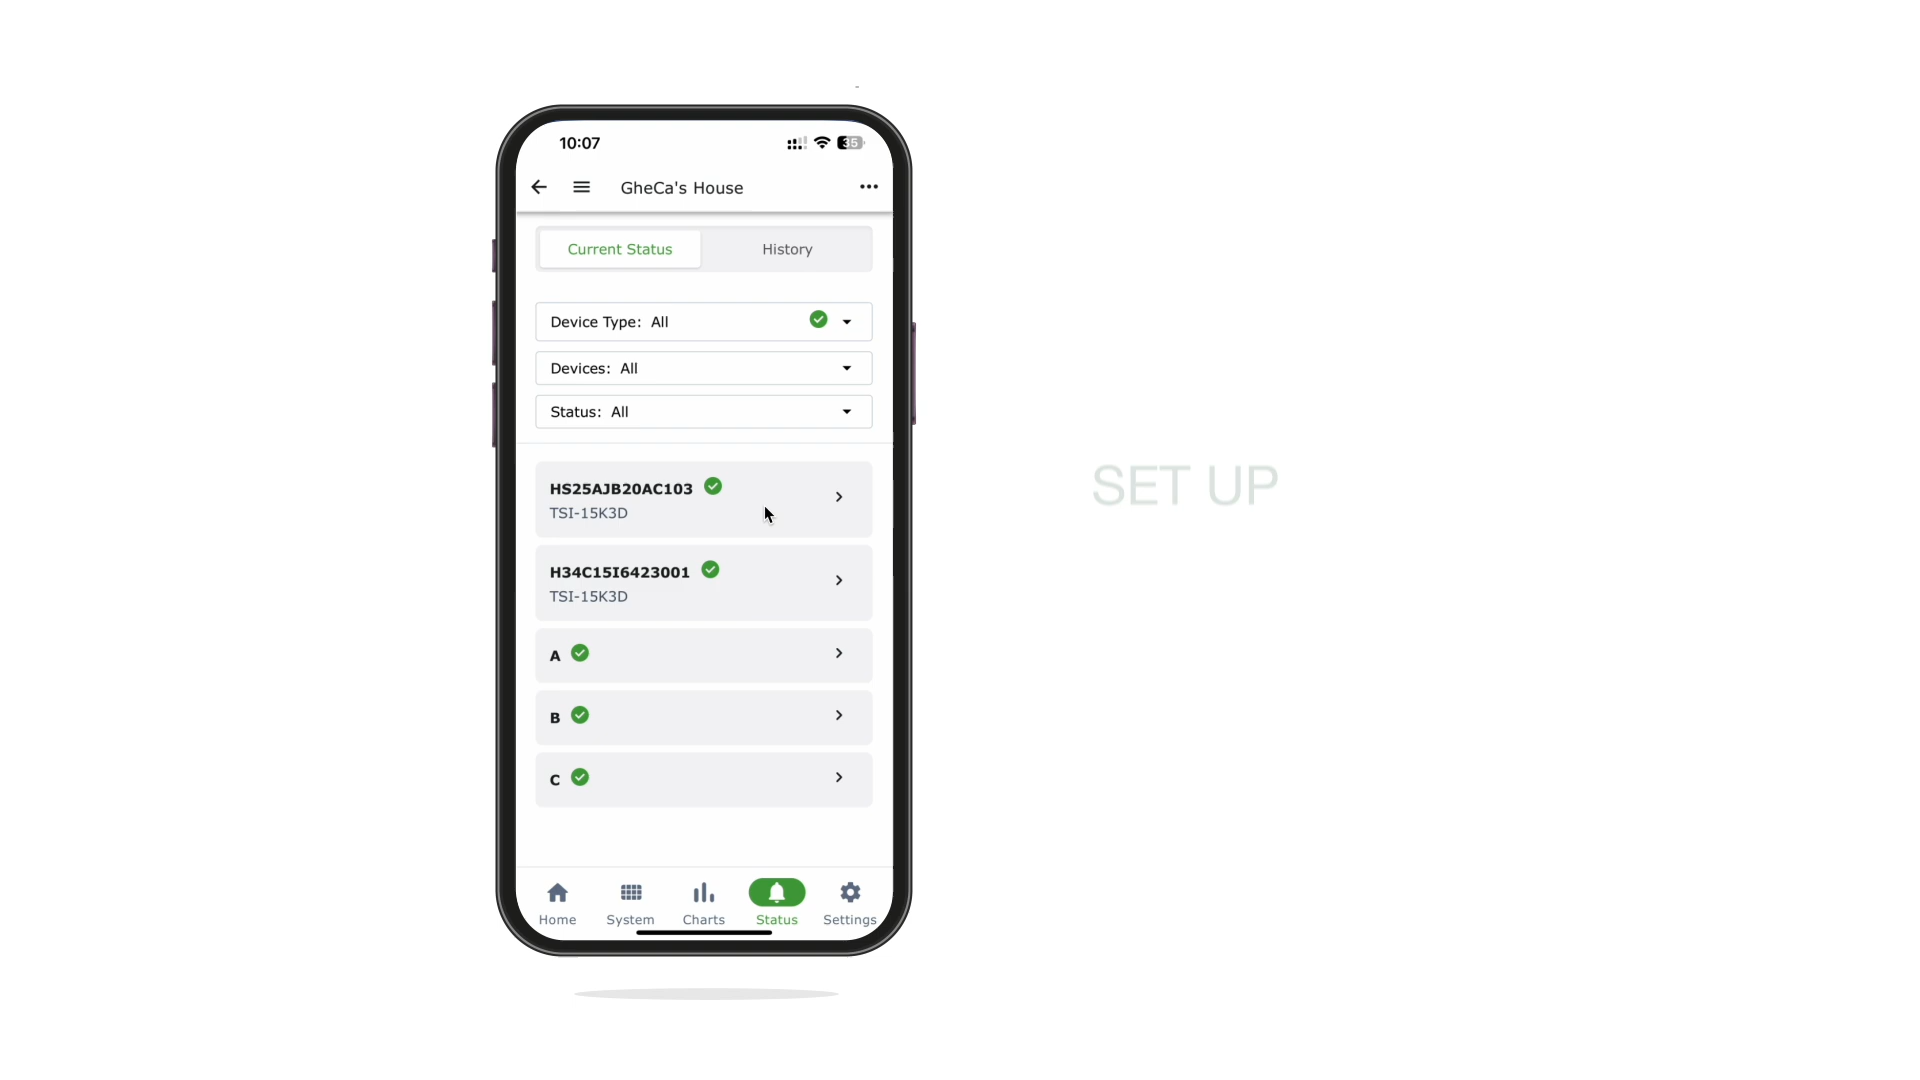 10:07
35
GheCa's House
Current Status
History
Device Type: All
Devices: All
Status: All
HS25AJB20AC103
TSI-15K3D
SET UP
H34C15I6423001
TSI-15K3D
A
B
C
Home
System
Charts
Status
Settings